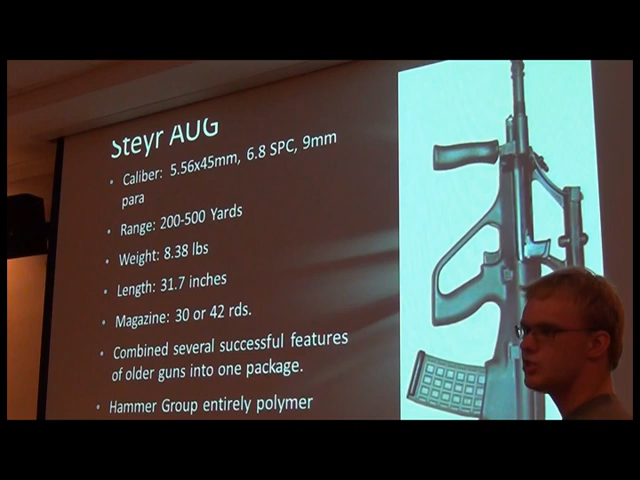 Steyr AUG
• Caliber: 5.56x45mm, 6.8 SPC, 9mm
para
• Range: 200-500 Yards
• Weight: 8.38 lbs
• Length: 31.7 inches
• Magazine: 30 or 42 rds.
• Combined several successful features
of older guns into one package.
• Hammer Group entirely polymer